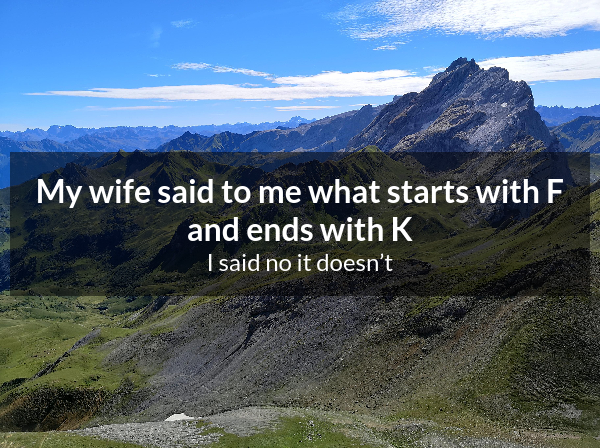 My wife said to me what starts with F
and ends with K
I said no it doesn’t